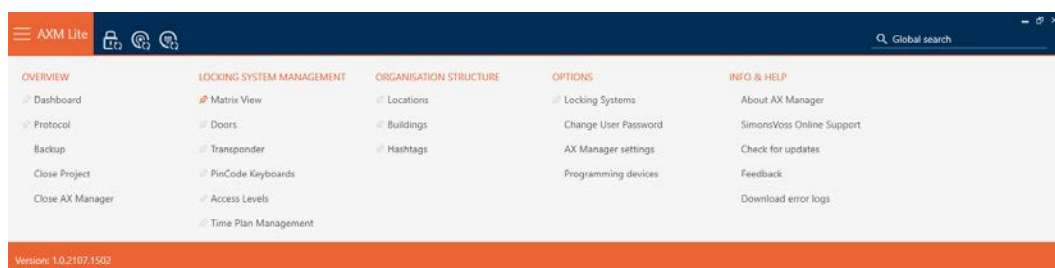 AXM Lite
Global search
OVERVIEW
Dashboard
Protocol
Backup
Close Project
Close AX Manager
LOCKING SYSTEM MANAGEMENT
Matrix View
Doors
Transponder
PinCode Keyboards
Access Levels
Time Plan Management
ORGANISATION STRUCTURE
Locations
Buildings
Hashtags
OPTIONS
Locking Systems
Change User Password
AX Manager settings
Programming devices
INFO & HELP
About AX Manager
SimonsVoss Online Support
Check for updates
Feedback
Download error logs
Version: 1.0.2107.1502